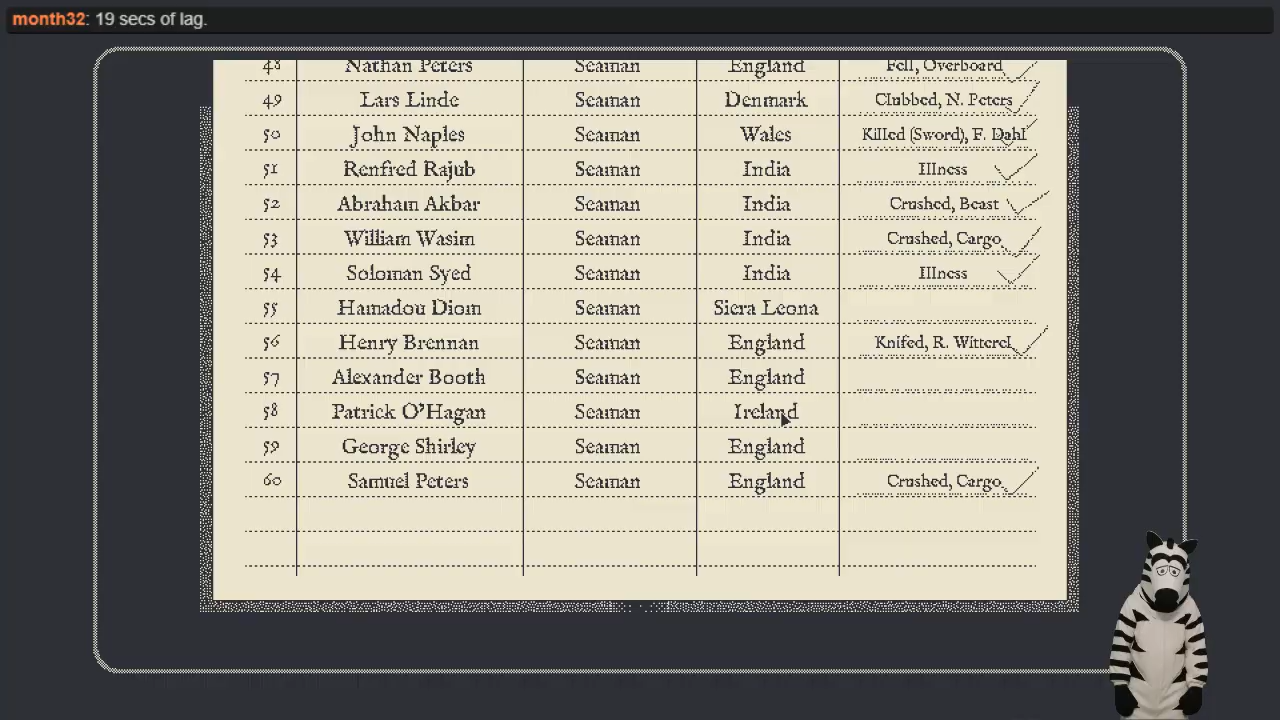 month32: 19 secs of lag.
48 Nathan Peters Seaman England Fell, Overboard
49 Lars Linde Seaman Denmark Clubbed, N. Peters
50 John Naples Seaman Wales Killed (Sword), F. Dahl
51 Renfred Rajub Seaman India Illness
52 Abraham Akbar Seaman India Crushed, Beast
53 William Wasim Seaman India Crushed, Cargo
54 Soloman Syed Seaman India Illness
55 Hamadou Diom Seaman Siera Leona
56 Henry Brennan Seaman England Knifed, R. Witterel
57 Alexander Booth Seaman England
58 Patrick O'Hagan Seaman Ireland
59 George Shirley Seaman England
60 Samuel Peters Seaman England Crushed, Cargo